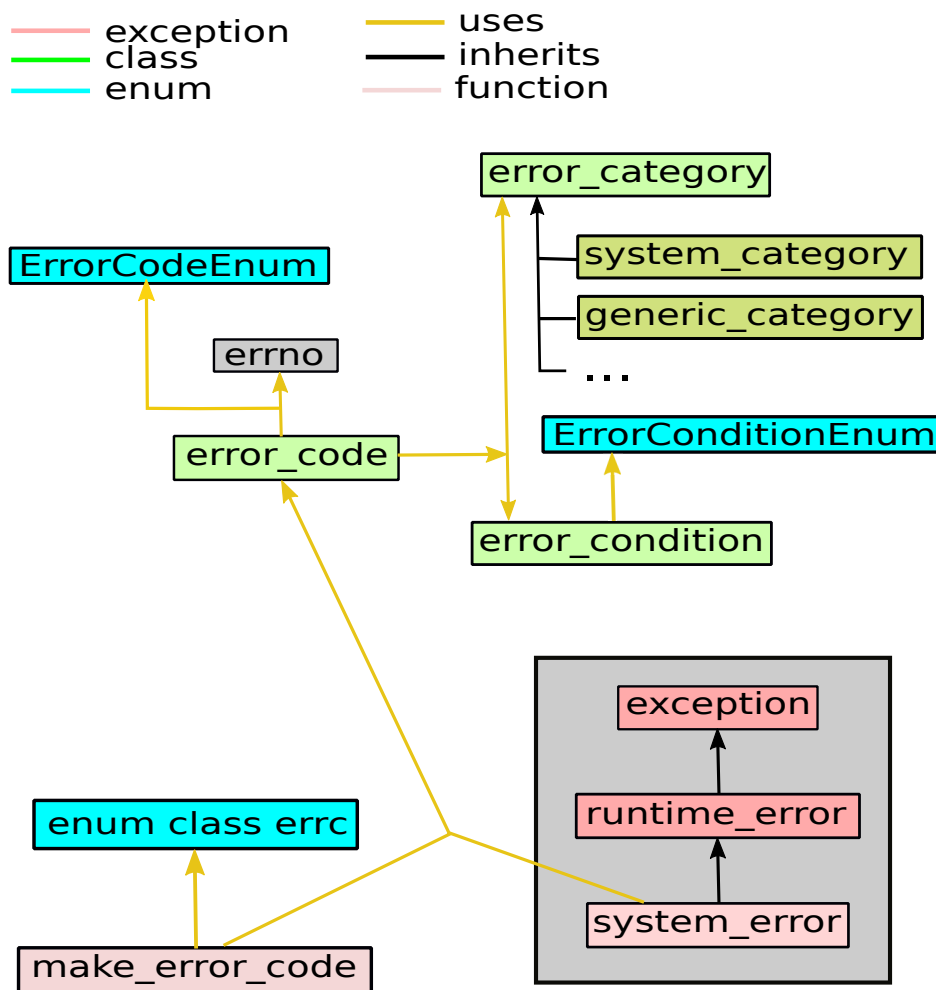 exception
class
enum
uses
inherits
function
error_category
system_category
generic_category
...
ErrorCodeEnum
errno
error_code
ErrorConditionEnum
error_condition
exception
runtime_error
system_error
enum class errc
make_error_code